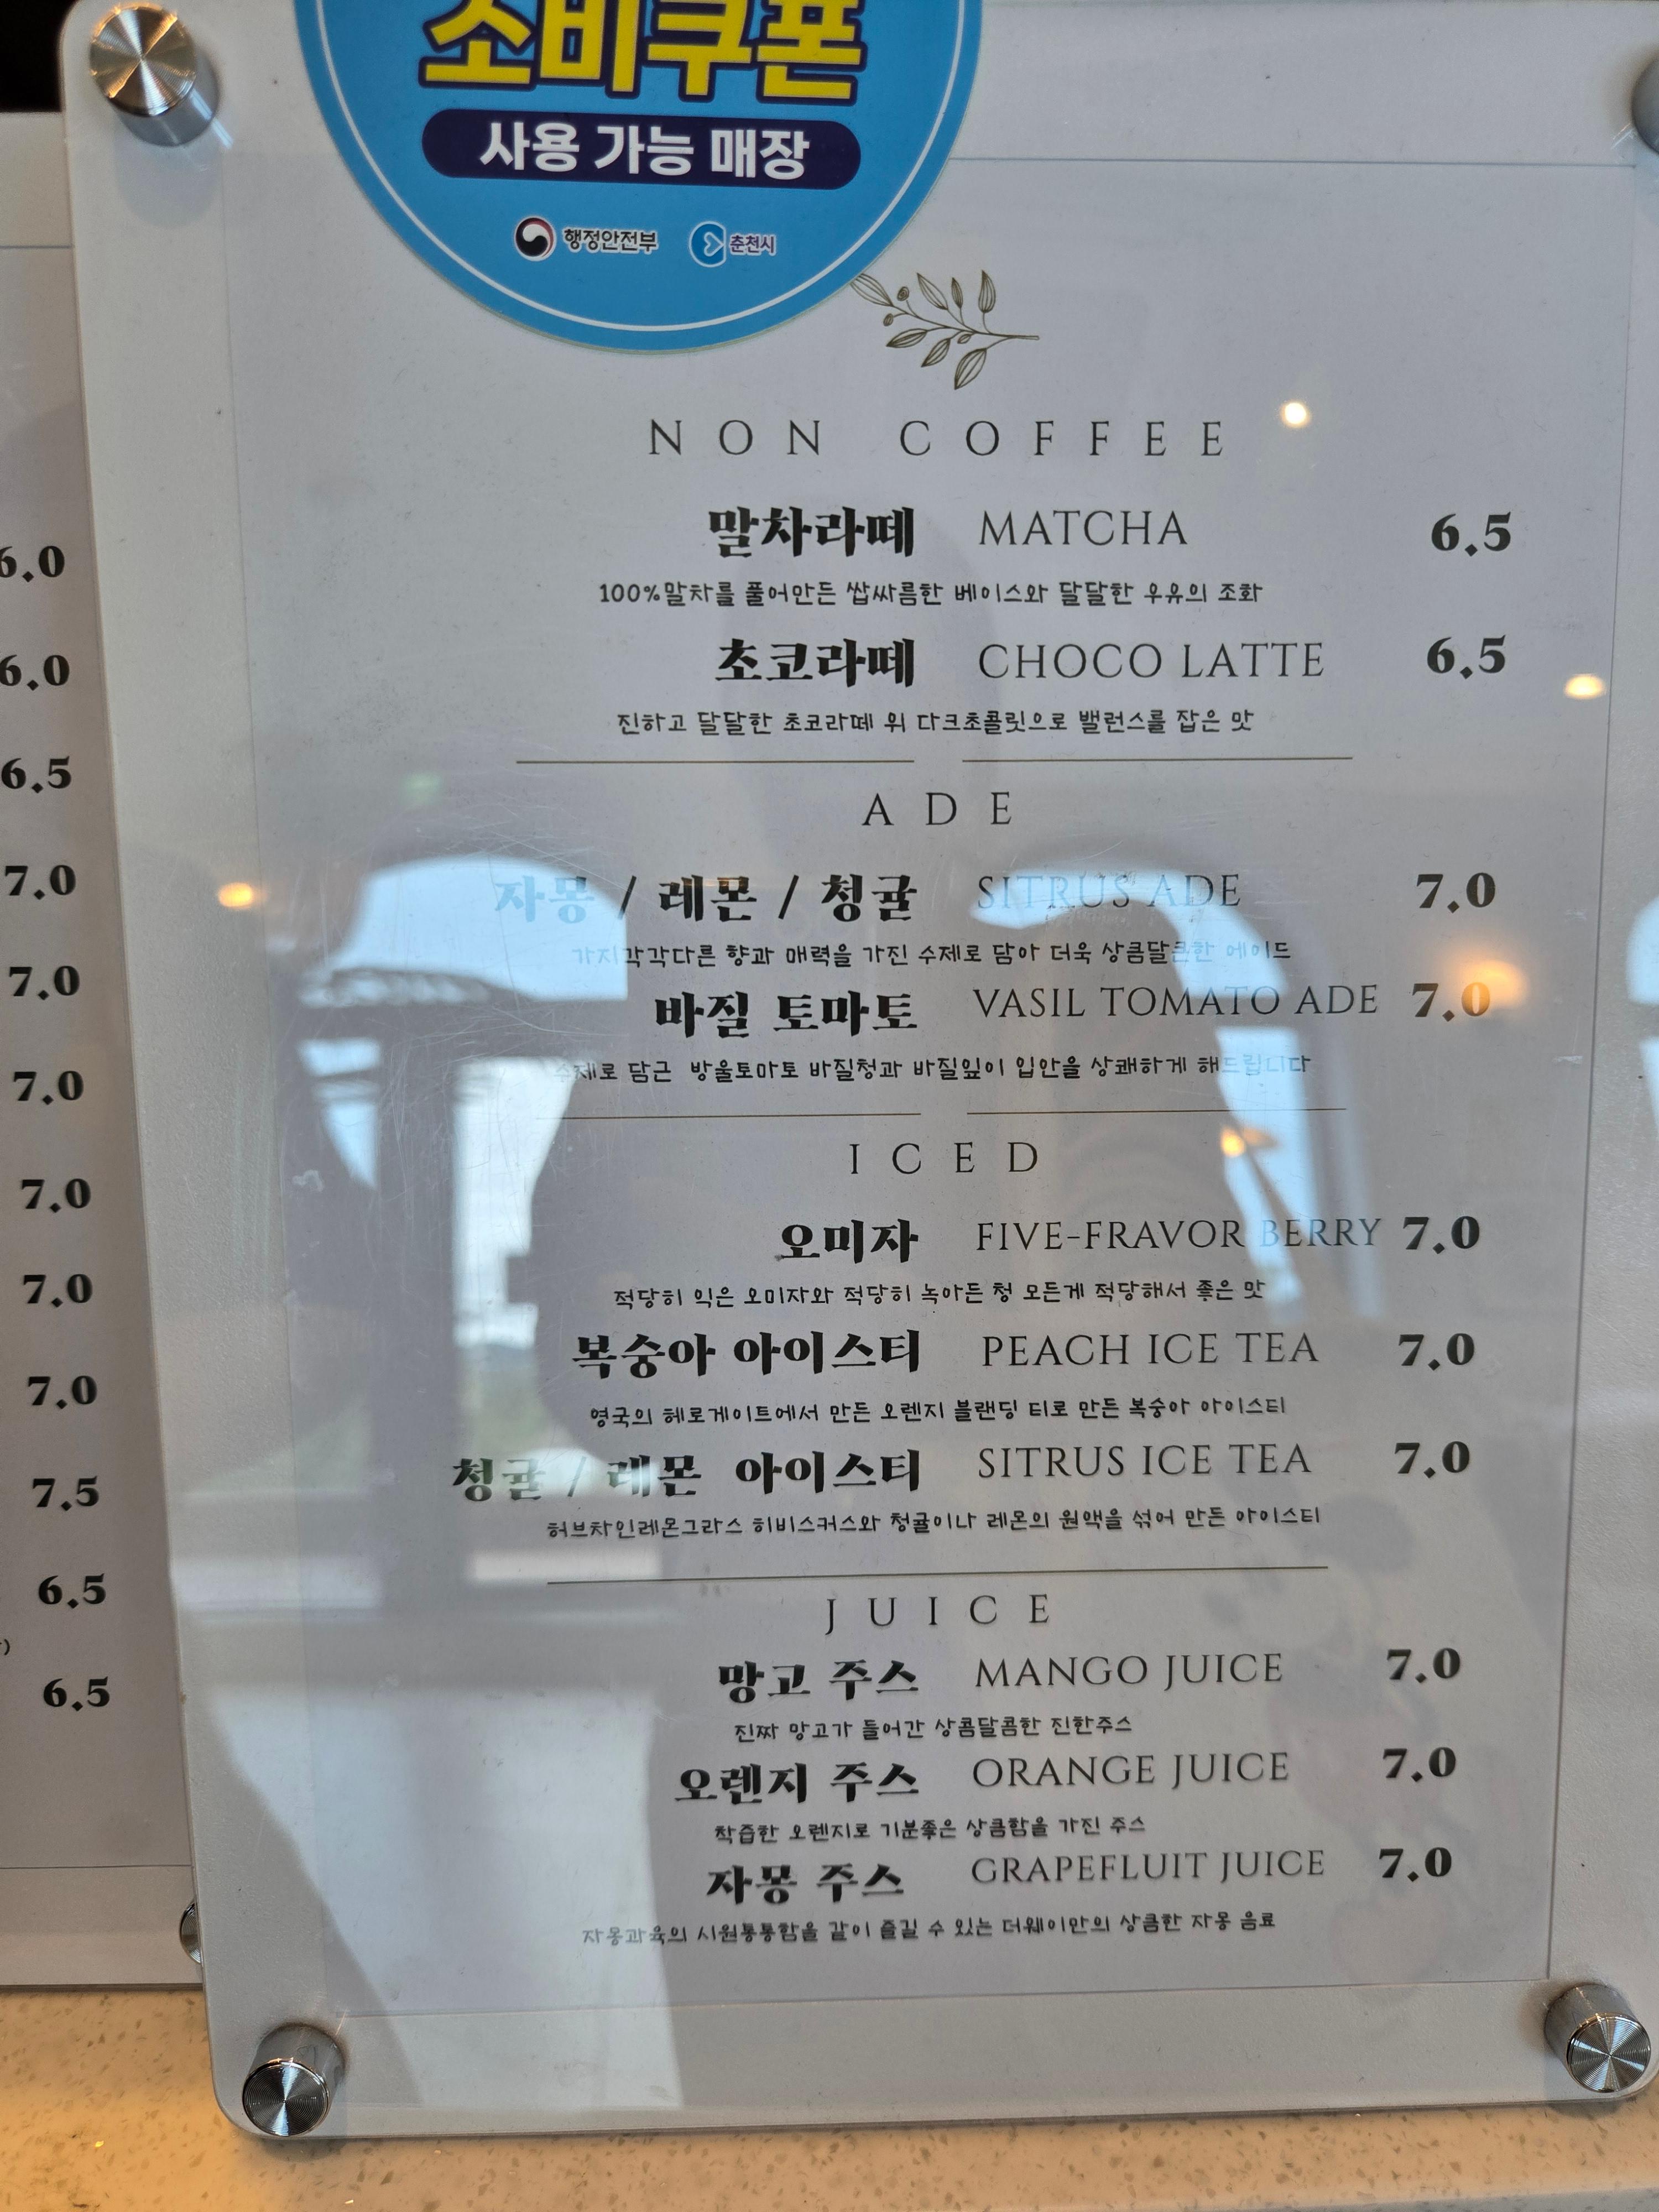 소비쿠폰
사용 가능 매장
행정안전부 춘천시
NON COFFEE
말차라떼 MATCHA 6.5
100%말차를 풀어만든 쌉싸름한 베이스와 달달한 우유의 조화
초코라떼 CHOCO LATTE 6.5
진하고 달달한 초코라떼 위 다크초콜릿으로 밸런스를 잡은 맛
ADE
자몽 / 레몬 / 청귤 SITRUS ADE 7.0
가지각각다른 향과 매력을 가진 수제로 담아 더욱 상큼달콤한 에이드
바질 토마토 VASIL TOMATO ADE 7.0
수제로 담근 방울토마토 바질청과 바질잎이 입안을 상쾌하게 해드립니다
ICED
오미자 FIVE-FRAVOR BERRY 7.0
적당히 익은 오미자와 적당히 녹아든 청 모든게 적당해서 좋은 맛
복숭아 아이스티 PEACH ICE TEA 7.0
영국의 헤로게이트에서 만든 오렌지 블랜딩 티로 만든 복숭아 아이스티
청귤 / 레몬 아이스티 SITRUS ICE TEA 7.0
허브차인레몬그라스 히비스커스와 청귤이나 레몬의 원액을 섞어 만든 아이스티
JUICE
망고 주스 MANGO JUICE 7.0
진짜 망고가 들어간 상콤달콤한 진한주스
오렌지 주스 ORANGE JUICE 7.0
착즙한 오렌지로 기분좋은 상큼함을 가진 주스
자몽 주스 GRAPEFLUIT JUICE 7.0
자몽과육의 시원통통함을 같이 즐길 수 있는 더웨이만의 상큼한 자몽 음료
6.0
6.0
6.5
7.0
7.0
7.0
7.0
7.0
7.0
7.5
6.5
)
6.5